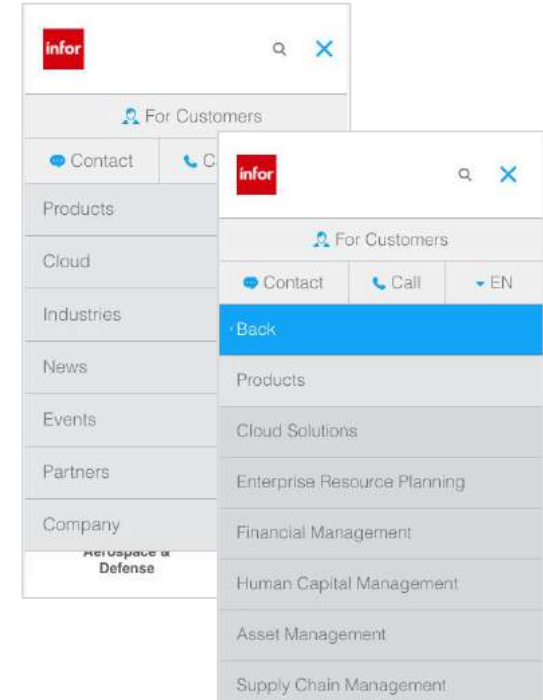 infor
For Customers
Contact
C
Products
Cloud
Industries
News
Events
Partners
Company
Aerospace &
Defense
infor
For Customers
Contact
Call
EN
Back
Products
Cloud Solutions
Enterprise Resource Planning
Financial Management
Human Capital Management
Asset Management
Supply Chain Management